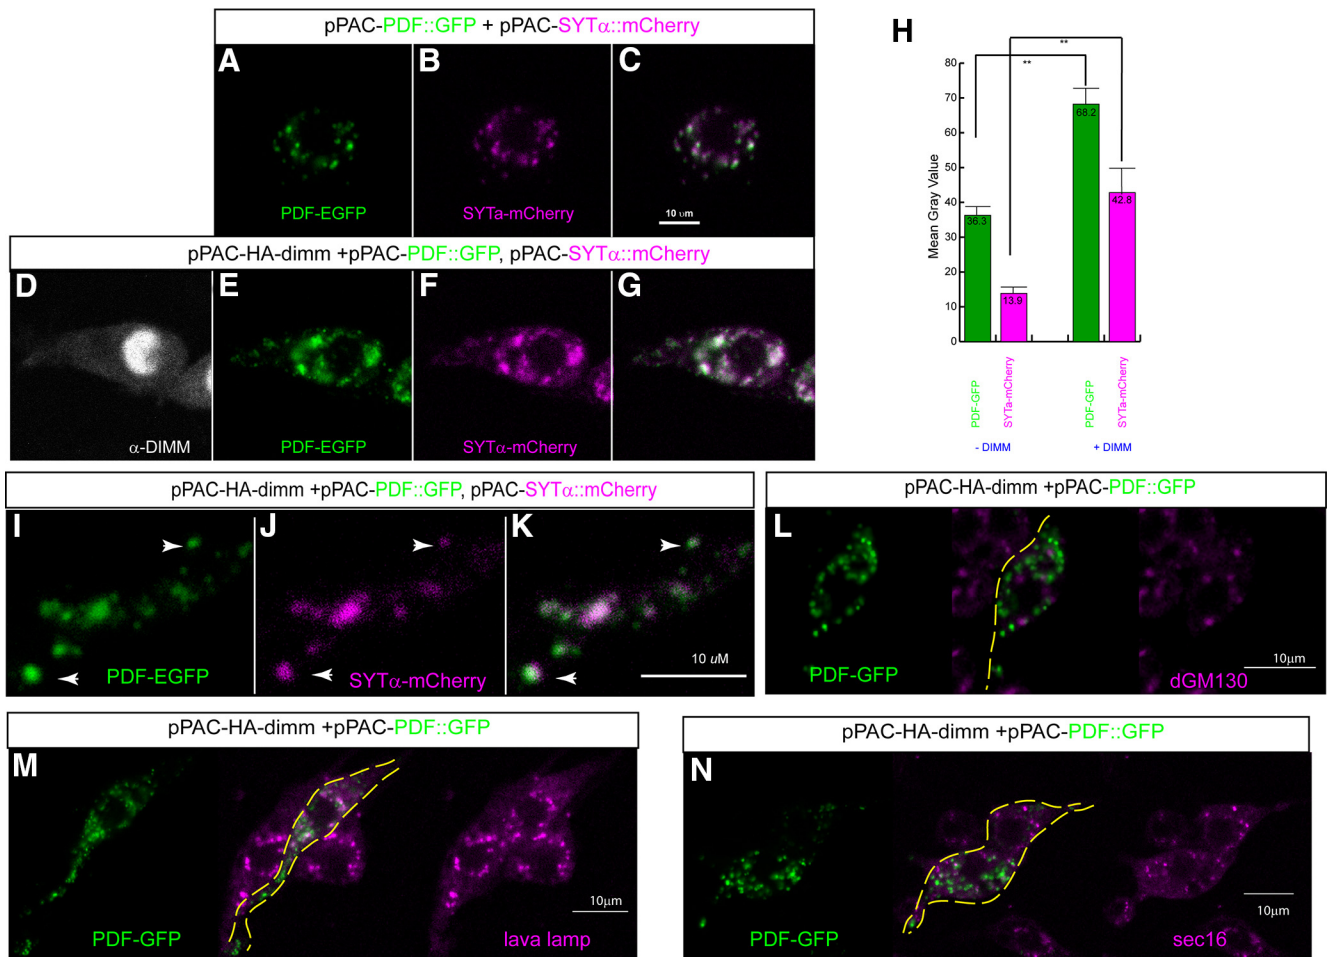 pPAC-PDF::GFP + pPAC-SYTα::mCherry
A
B
C
PDF-EGFP
SYTa-mCherry
10 υm
pPAC-HA-dimm +pPAC-PDF::GFP, pPAC-SYTα::mCherry
D
E
F
G
α-DIMM
PDF-EGFP
SYTα-mCherry
H
**
**
Mean Gray Value
80
70
60
50
40
30
20
10
0
36.3
13.9
68.2
42.8
PDF-GFP
SYTa-mCherry
PDF-GFP
SYTa-mCherry
- DIMM
+ DIMM
pPAC-HA-dimm +pPAC-PDF::GFP, pPAC-SYTα::mCherry
I
J
K
PDF-EGFP
SYTα-mCherry
10 uM
pPAC-HA-dimm +pPAC-PDF::GFP
L
PDF-GFP
dGM130
10µm
pPAC-HA-dimm +pPAC-PDF::GFP
M
PDF-GFP
lava lamp
10µm
pPAC-HA-dimm +pPAC-PDF::GFP
N
PDF-GFP
sec16
10µm